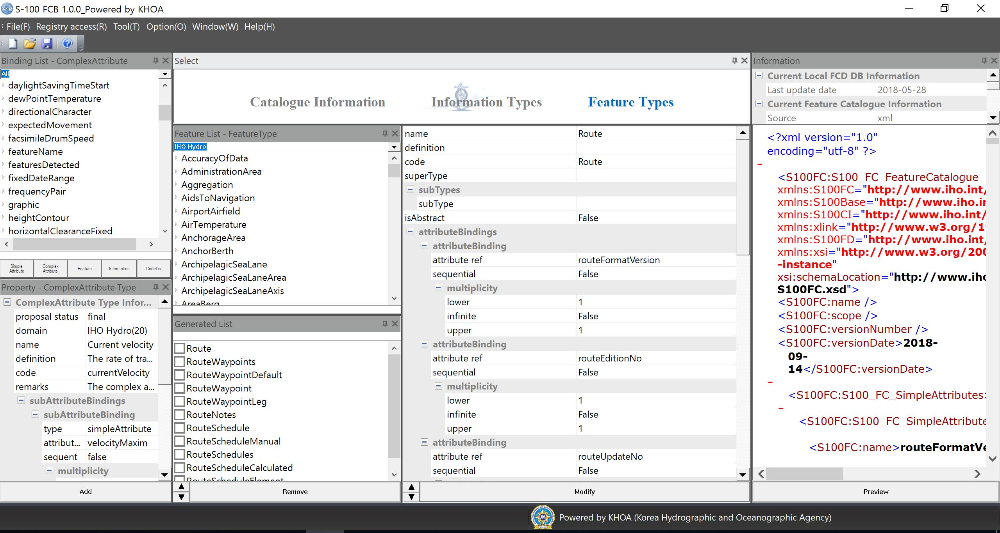 S-100 FCB 1.0.0_Powered by KHOA
File(F) Registry access(R) Tool(T) Option(O) Window(W) Help(H)
Binding List - ComplexAttribute
All
daylightSavingTimeStart
dewPointTemperature
directionalCharacter
expectedMovement
facsimileDrumSpeed
featureName
featuresDetected
fixedDateRange
frequencyPair
graphic
heightContour
horizontalClearanceFixed
Simple Attribute
Complex Attribute
Feature
Information
CodeList
Property - ComplexAttribute Type
ComplexAttribute Type Infor...
proposal status final
domain IHO Hydro(20)
name Current velocity
definition The rate of tra...
code currentVelocity
remarks The complex a...
subAttributeBindings
subAttributeBinding
type simpleAttribute
attribut... velocityMaxim
sequent false
multiplicity
Add
Select
Catalogue Information
Information Types
Feature Types
Feature List - FeatureType
IHO Hydro
AccuracyOfData
AdministrationArea
Aggregation
AidsToNavigation
AirportAirfield
AirTemperature
AnchorageArea
AnchorBerth
ArchipelagicSeaLane
ArchipelagicSeaLaneArea
ArchipelagicSeaLaneAxis
AreaBerg
Generated List
Route
RouteWaypoints
RouteWaypointDefault
RouteWaypoint
RouteWaypointLeg
RouteNotes
RouteSchedule
RouteScheduleManual
RouteSchedules
RouteScheduleCalculated
RouteScheduleElement
Remove
name Route
definition
code Route
superType
subTypes
subType
isAbstract False
attributeBindings
attributeBinding
attribute ref routeFormatVersion
sequential False
multiplicity
lower 1
infinite False
upper 1
attributeBinding
attribute ref routeEditionNo
sequential False
multiplicity
lower 1
infinite False
upper 1
attributeBinding
attribute ref routeUpdateNo
sequential False
Modify
Information
Current Local FCD DB Information
Last update date 2018-05-28
Current Feature Catalogue Information
Source xml
<?xml version="1.0"
encoding="utf-8" ?>
-
<S100FC:S100_FC_FeatureCatalogue
xmlns:S100FC="http://www.iho.int/
xmlns:S100Base="http://www.iho.in
xmlns:S100CI="http://www.iho.int/
xmlns:xlink="http://www.w3.org/1
xmlns:S100FD="http://www.iho.int/
xmlns:xsi="http://www.w3.org/200
-instance"
xsi:schemaLocation="http://www.iho
S100FC.xsd">
<S100FC:name />
<S100FC:scope />
<S100FC:versionNumber />
<S100FC:versionDate>2018-
09-
14</S100FC:versionDate>
-
<S100FC:S100_FC_SimpleAttributes>
-
<S100FC:S100_FC_SimpleAttribute
<S100FC:name>routeFormatVe
Preview
Powered by KHOA (Korea Hydrographic and Oceanographic Agency)